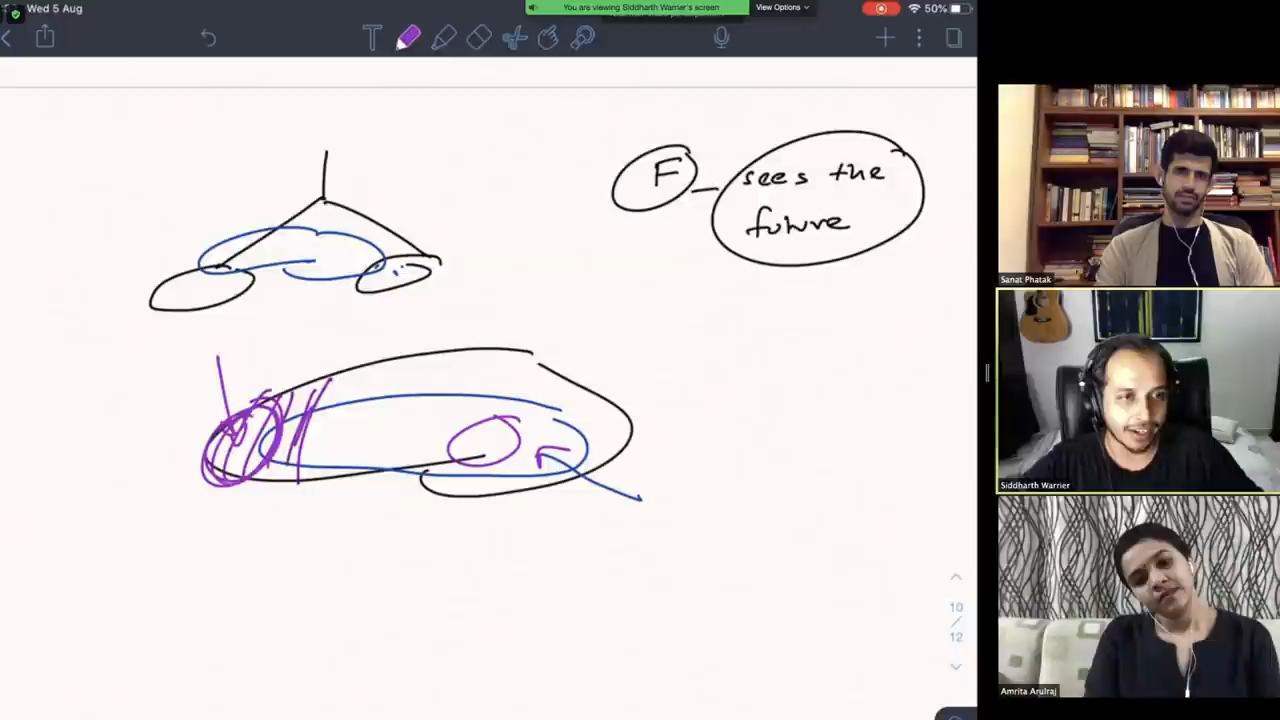 Wed 5 Aug
You are viewing Siddharth Warrier's screen
View Options
50%
T
F
sees the
future
10
/
12
Sanat Phatak
Siddharth Warrier
Amrita Arulraj